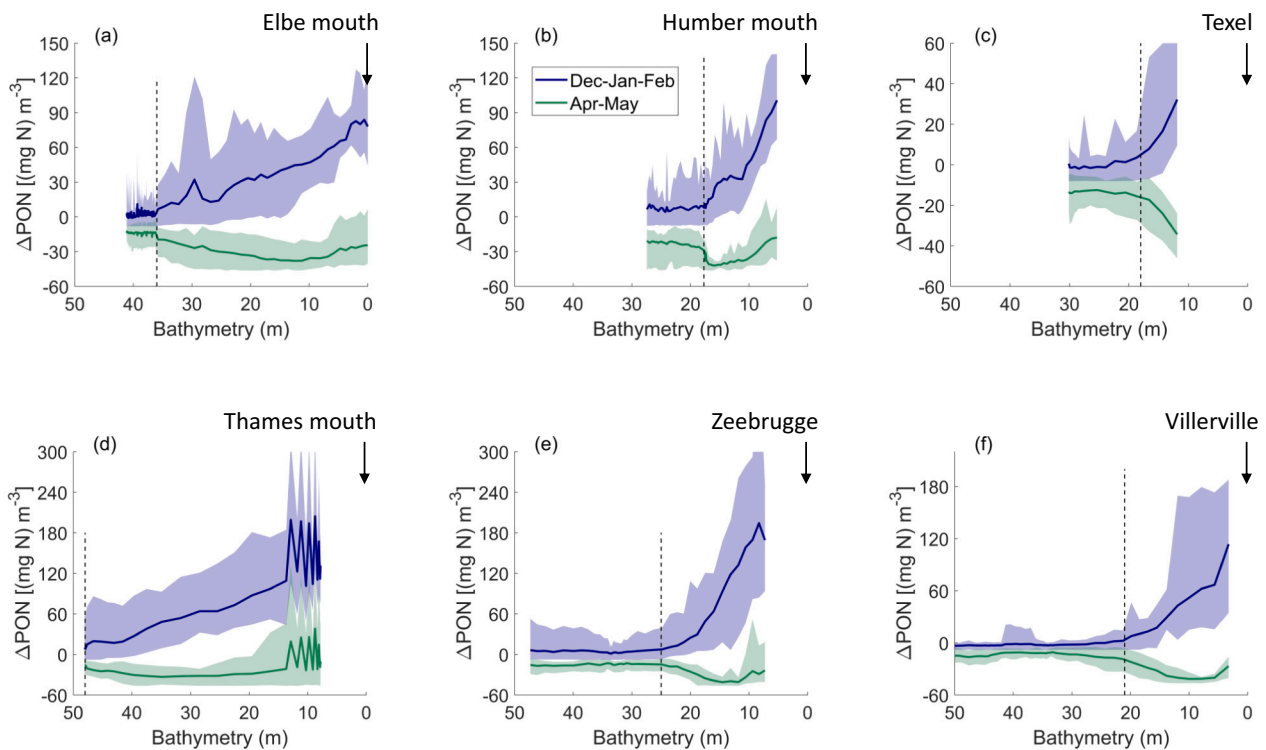 Elbe mouth
Humber mouth
Texel
(a)
(b)
(c)
150
120
90
60
30
0
-30
-60
ΔPON [(mg N) m-3]
50 40 30 20 10 0
Bathymetry (m)
150
120
90
60
30
0
-30
-60
ΔPON [(mg N) m-3]
Dec-Jan-Feb
Apr-May
50 40 30 20 10 0
Bathymetry (m)
60
40
20
0
-20
-40
-60
ΔPON [(mg N) m-3]
50 40 30 20 10 0
Bathymetry (m)
Thames mouth
Zeebrugge
Villerville
(d)
(e)
(f)
300
240
180
120
60
0
-60
ΔPON [(mg N) m-3]
50 40 30 20 10 0
Bathymetry (m)
300
240
180
120
60
0
-60
ΔPON [(mg N) m-3]
50 40 30 20 10 0
Bathymetry (m)
180
120
60
0
-60
ΔPON [(mg N) m-3]
50 40 30 20 10 0
Bathymetry (m)